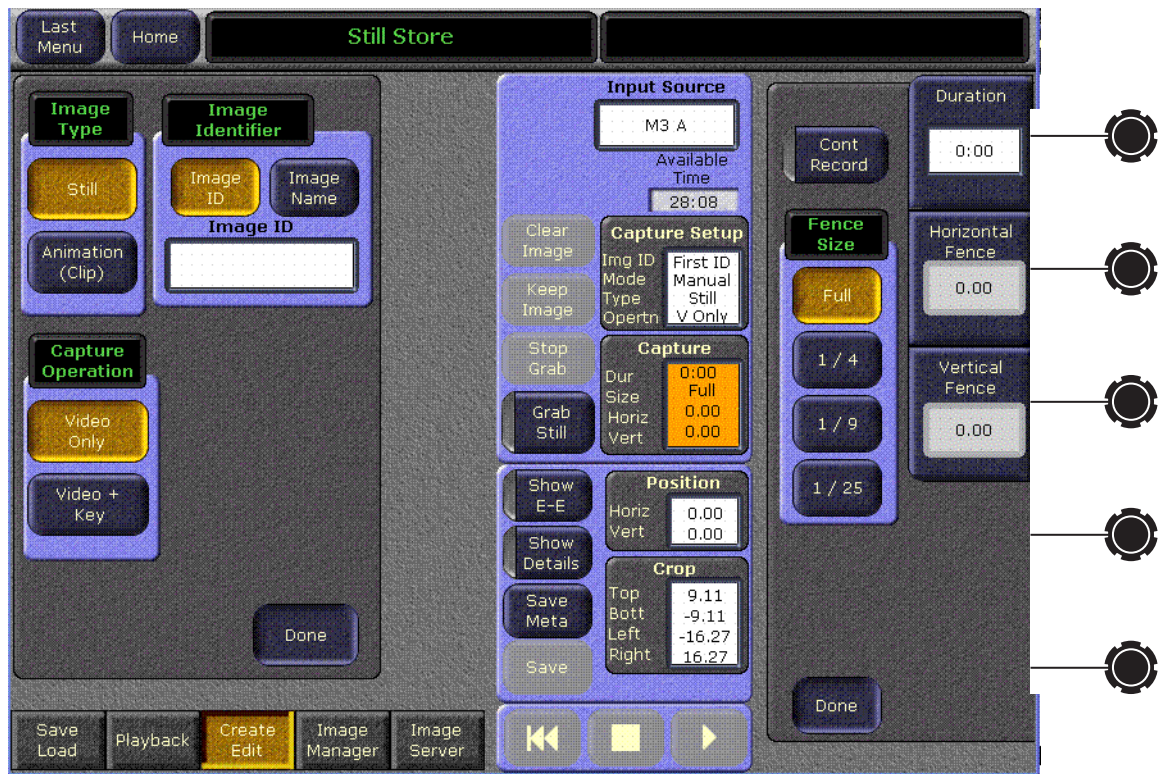 Last
Menu
Home
Still Store
Image
Type
Still
Animation
(Clip)
Image
Identifier
Image
ID
Image
Name
Image ID
Capture
Operation
Video
Only
Video +
Key
Done
Input Source
M3 A
Available
Time
28:08
Clear
Image
Keep
Image
Stop
Grab
Grab
Still
Capture Setup
Img ID First ID
Mode Manual
Type Still
Opertn V Only
Capture
Dur 0:00
Size Full
Horiz 0.00
Vert 0.00
Show
E-E
Show
Details
Save
Meta
Save
Position
Horiz 0.00
Vert 0.00
Crop
Top 9.11
Bott -9.11
Left -16.27
Right 16.27
Cont
Record
Fence
Size
Full
1 / 4
1 / 9
1 / 25
Done
Duration
0:00
Horizontal
Fence
0.00
Vertical
Fence
0.00
Save
Load
Playback
Create
Edit
Image
Manager
Image
Server